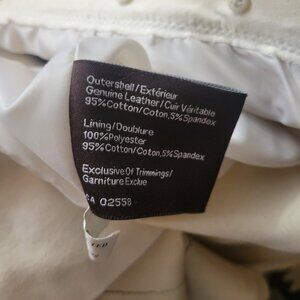 Outershell/Extérieur
Genuine Leather/Cuir Véritable
95%Cotton/Coton,5%Spandex
Lining/Doublure
100%Polyester
95%Cotton/Coton,5%Spandex
Exclusive Of Trimmings/
Garniture Exclue
CA 02558